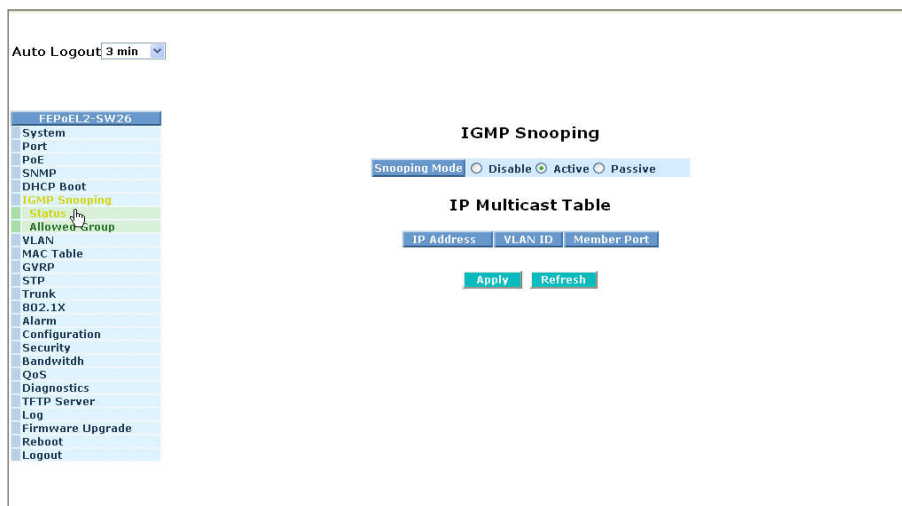 Auto Logout 3 min
FEPoEL2-SW26
System
Port
PoE
SNMP
DHCP Boot
IGMP Snooping
Status
Allowed Group
VLAN
MAC Table
GVRP
STP
Trunk
802.1X
Alarm
Configuration
Security
Bandwitdh
QoS
Diagnostics
TFTP Server
Log
Firmware Upgrade
Reboot
Logout
IGMP Snooping
Snooping Mode Disable Active Passive
IP Multicast Table
IP Address VLAN ID Member Port
Apply Refresh